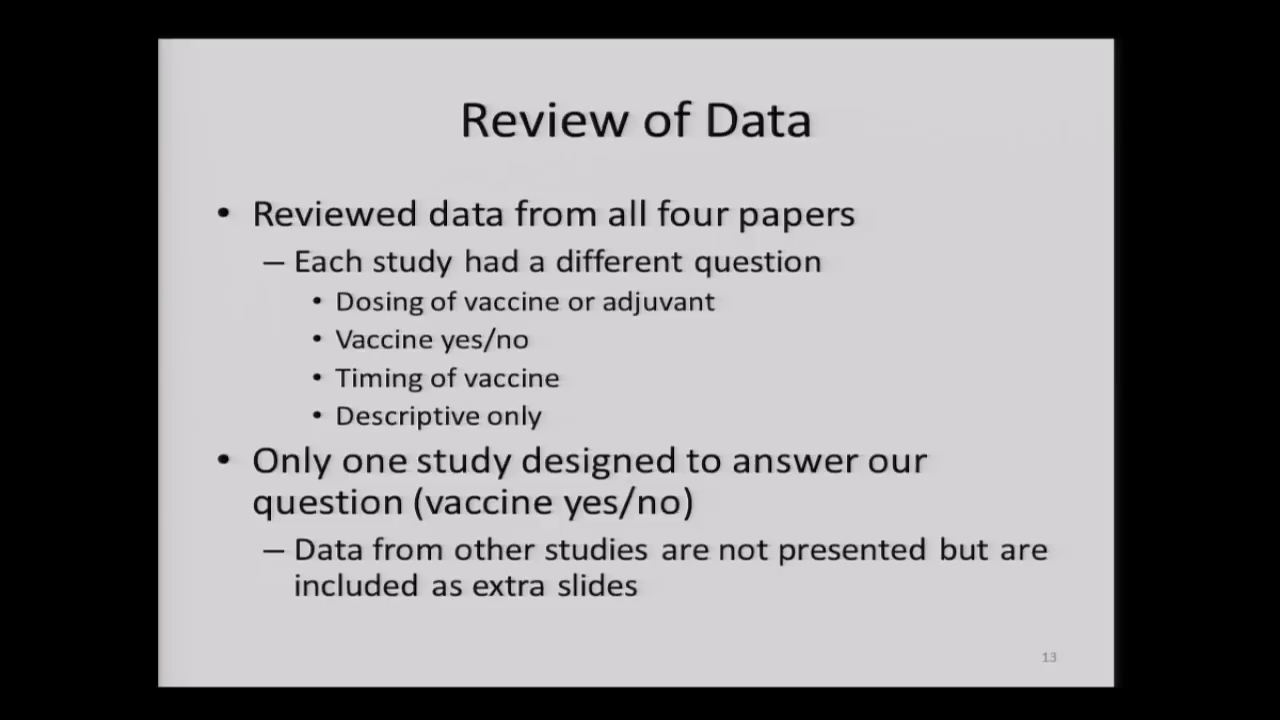 Review of Data
• Reviewed data from all four papers
– Each study had a different question
• Dosing of vaccine or adjuvant
• Vaccine yes/no
• Timing of vaccine
• Descriptive only
• Only one study designed to answer our
question (vaccine yes/no)
– Data from other studies are not presented but are
included as extra slides
13